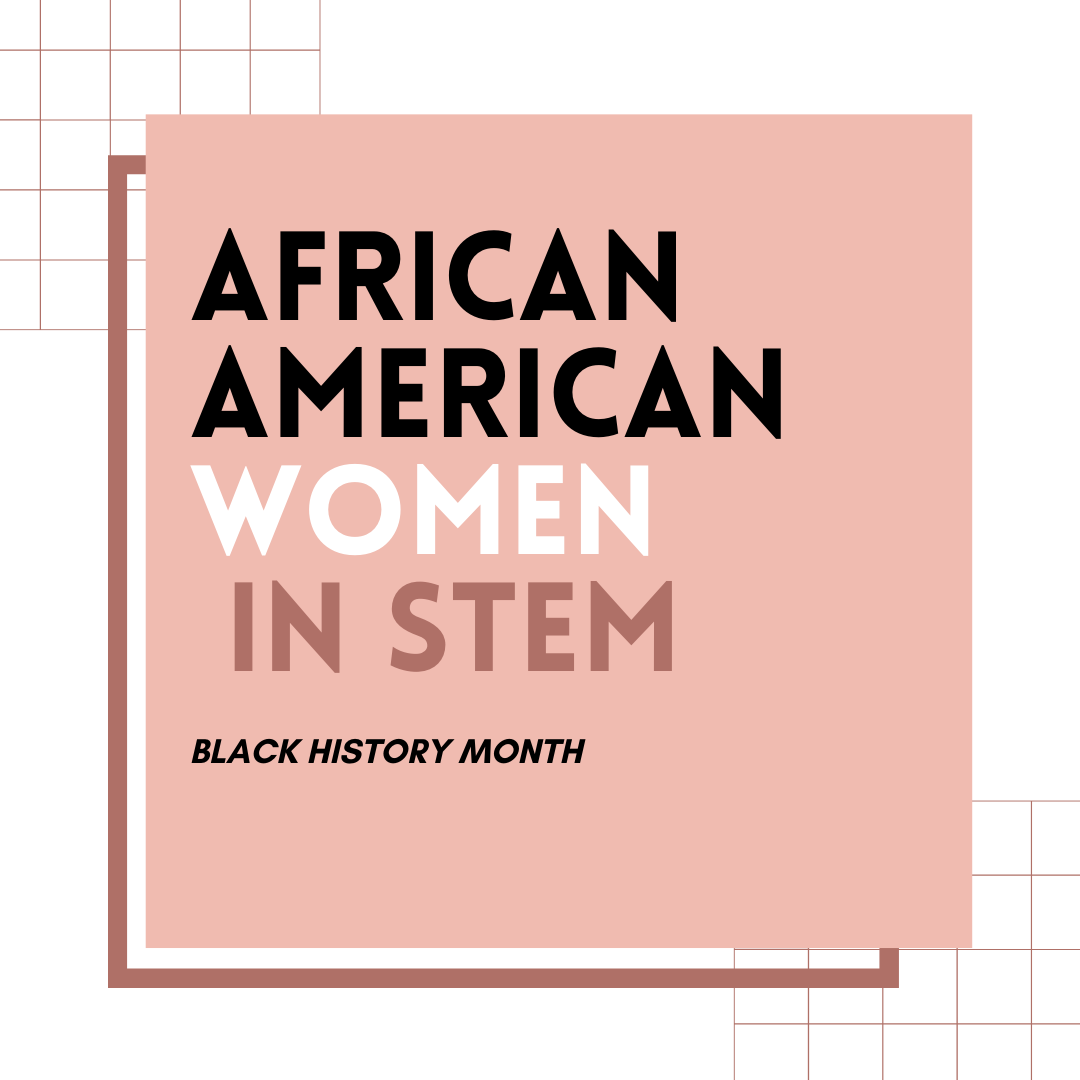 AFRICAN
AMERICAN
WOMEN
IN STEM
BLACK HISTORY MONTH